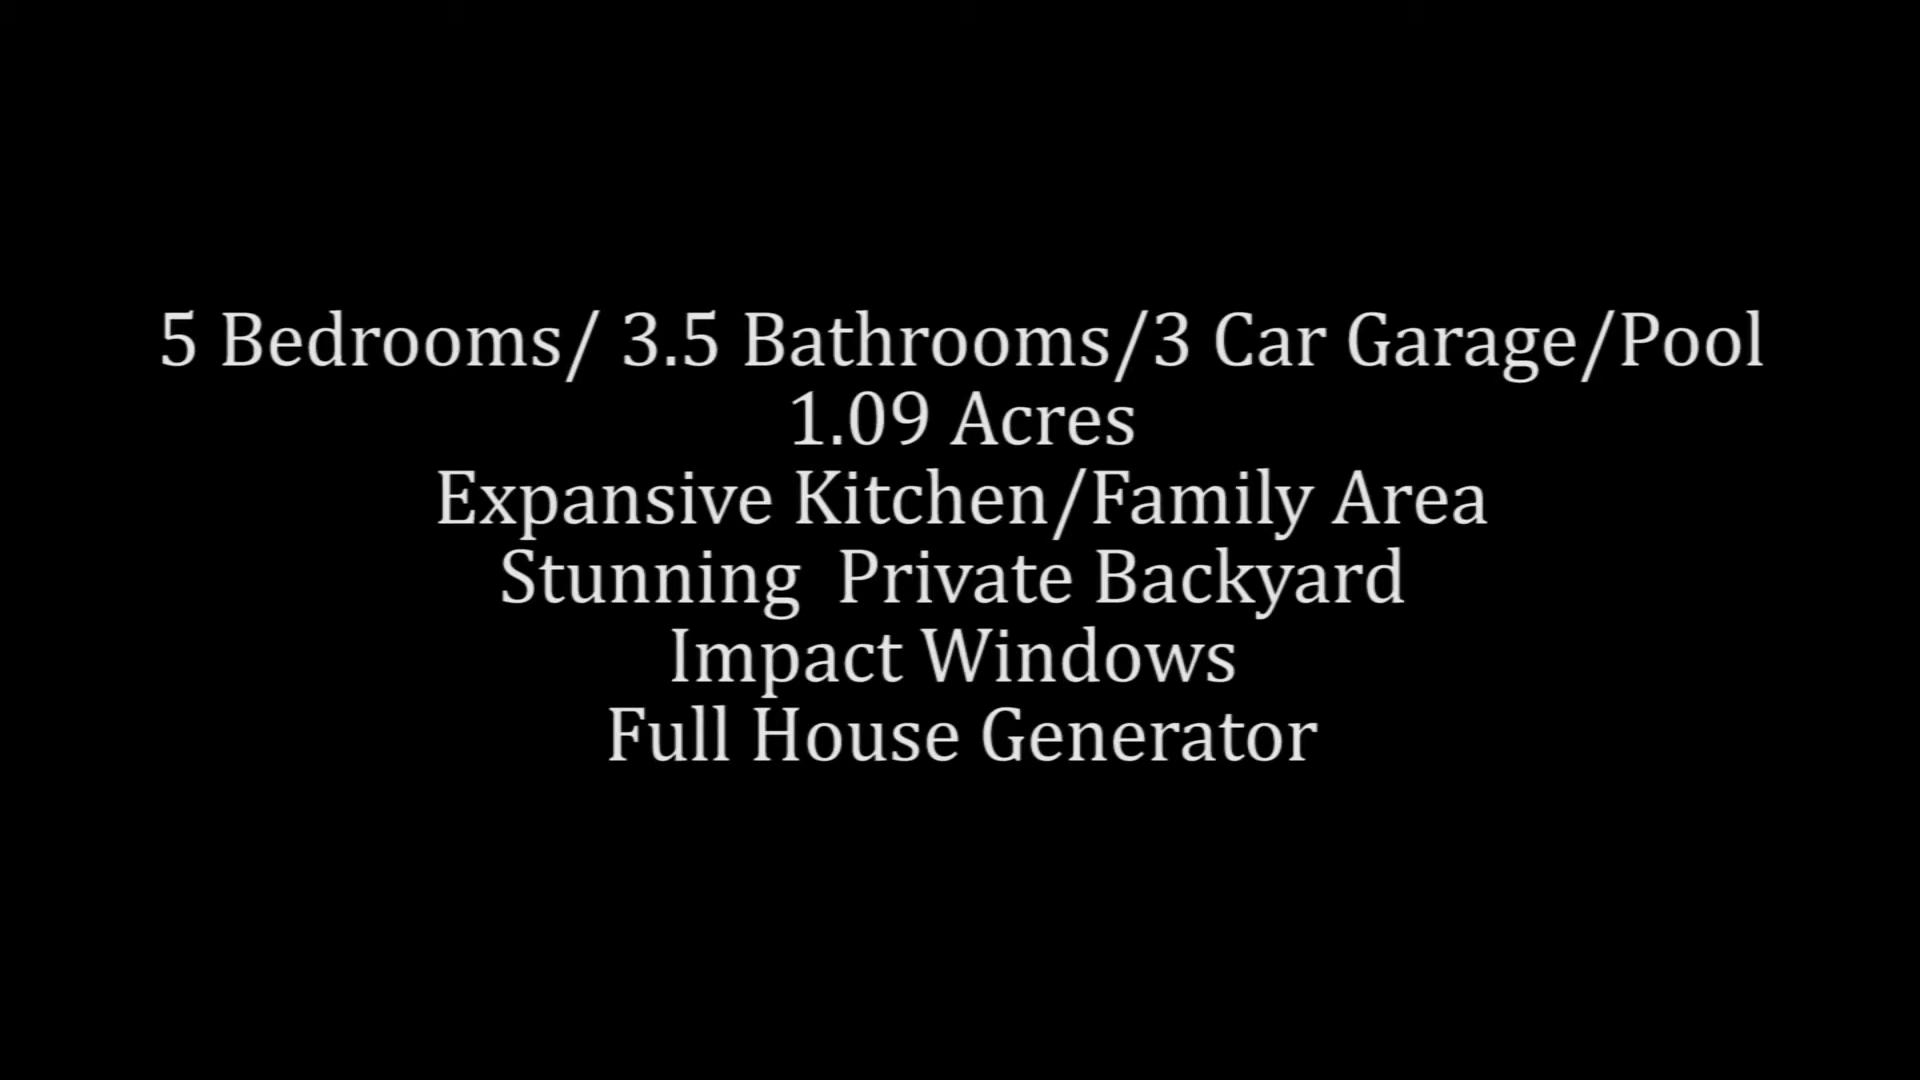 5 Bedrooms/ 3.5 Bathrooms/3 Car Garage/Pool
1.09 Acres
Expansive Kitchen/Family Area
Stunning  Private Backyard
Impact Windows
Full House Generator